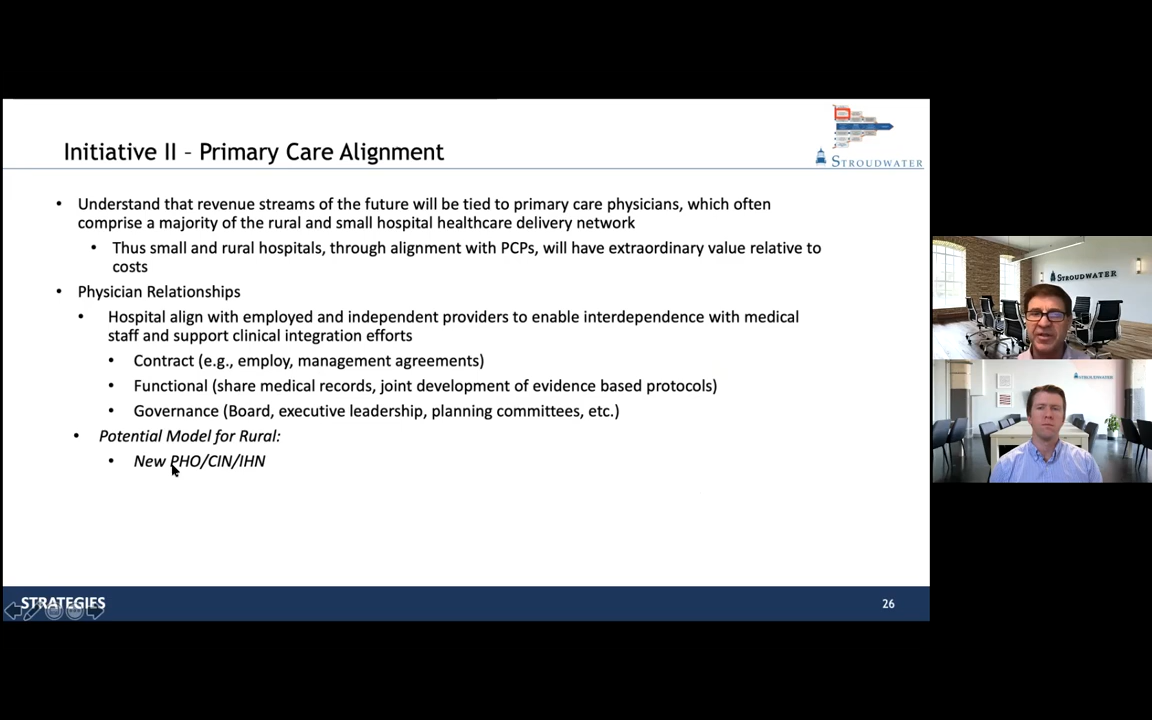 Initiative II – Primary Care Alignment
STROUDWATER
• Understand that revenue streams of the future will be tied to primary care physicians, which often
comprise a majority of the rural and small hospital healthcare delivery network
• Thus small and rural hospitals, through alignment with PCPs, will have extraordinary value relative to
costs
• Physician Relationships
• Hospital align with employed and independent providers to enable interdependence with medical
staff and support clinical integration efforts
• Contract (e.g., employ, management agreements)
• Functional (share medical records, joint development of evidence based protocols)
• Governance (Board, executive leadership, planning committees, etc.)
• Potential Model for Rural:
• New PHO/CIN/IHN
STRATEGIES
26
STROUDWATER
STROUDWATER